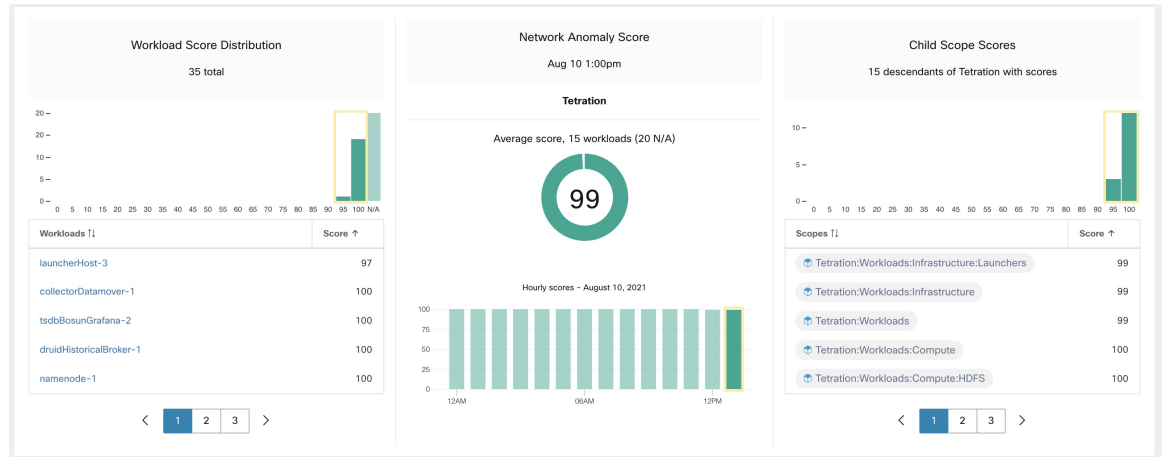 Workload Score Distribution
35 total
20
20
10
5
0
0 5 10 15 20 25 30 35 40 45 50 55 60 65 70 75 80 85 90 95 100 N/A
Workloads ↑↓ Score ↑
launcherHost-3 97
collectorDatamover-1 100
tsdbBosunGrafana-2 100
druidHistoricalBroker-1 100
namenode-1 100
< 1 2 3 >
Network Anomaly Score
Aug 10 1:00pm
Tetration
Average score, 15 workloads (20 N/A)
99
Hourly scores - August 10, 2021
100
75
50
25
0
12AM 06AM 12PM
Child Scope Scores
15 descendants of Tetration with scores
10
5
0
0 5 10 15 20 25 30 35 40 45 50 55 60 65 70 75 80 85 90 95 100
Scopes ↑↓ Score ↑
Tetration:Workloads:Infrastructure:Launchers 99
Tetration:Workloads:Infrastructure 99
Tetration:Workloads 99
Tetration:Workloads:Compute 100
Tetration:Workloads:Compute:HDFS 100
< 1 2 3 >